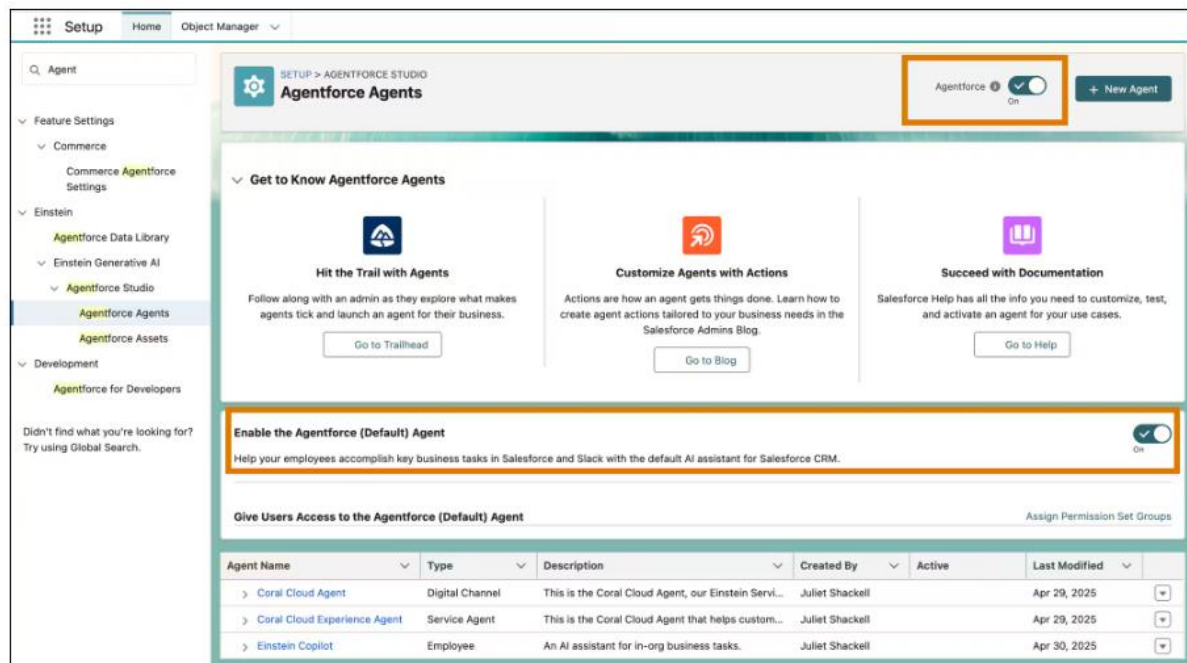 Setup
Home
Object Manager
Agent
Feature Settings
Commerce
Commerce Agentforce
Settings
Einstein
Agentforce Data Library
Einstein Generative AI
Agentforce Studio
Agentforce Agents
Agentforce Assets
Development
Agentforce for Developers
Didn't find what you're looking for?
Try using Global Search.
SETUP > AGENTFORCE STUDIO
Agentforce Agents
Agentforce
On
+ New Agent
Get to Know Agentforce Agents
Hit the Trail with Agents
Follow along with an admin as they explore what makes
agents tick and launch an agent for their business.
Go to Trailhead
Customize Agents with Actions
Actions are how an agent gets things done. Learn how to
create agent actions tailored to your business needs in the
Salesforce Admins Blog.
Go to Blog
Succeed with Documentation
Salesforce Help has all the info you need to customize, test,
and activate an agent for your use cases.
Go to Help
Enable the Agentforce (Default) Agent
Help your employees accomplish key business tasks in Salesforce and Slack with the default AI assistant for Salesforce CRM.
On
Give Users Access to the Agentforce (Default) Agent
Assign Permission Set Groups
Agent Name Type Description Created By Active Last Modified
Coral Cloud Agent Digital Channel This is the Coral Cloud Agent, our Einstein Servi... Juliet Shackell Apr 29, 2025
Coral Cloud Experience Agent Service Agent This is the Coral Cloud Agent that helps custom... Juliet Shackell Apr 29, 2025
Einstein Copilot Employee An AI assistant for in-org business tasks. Juliet Shackell Apr 30, 2025